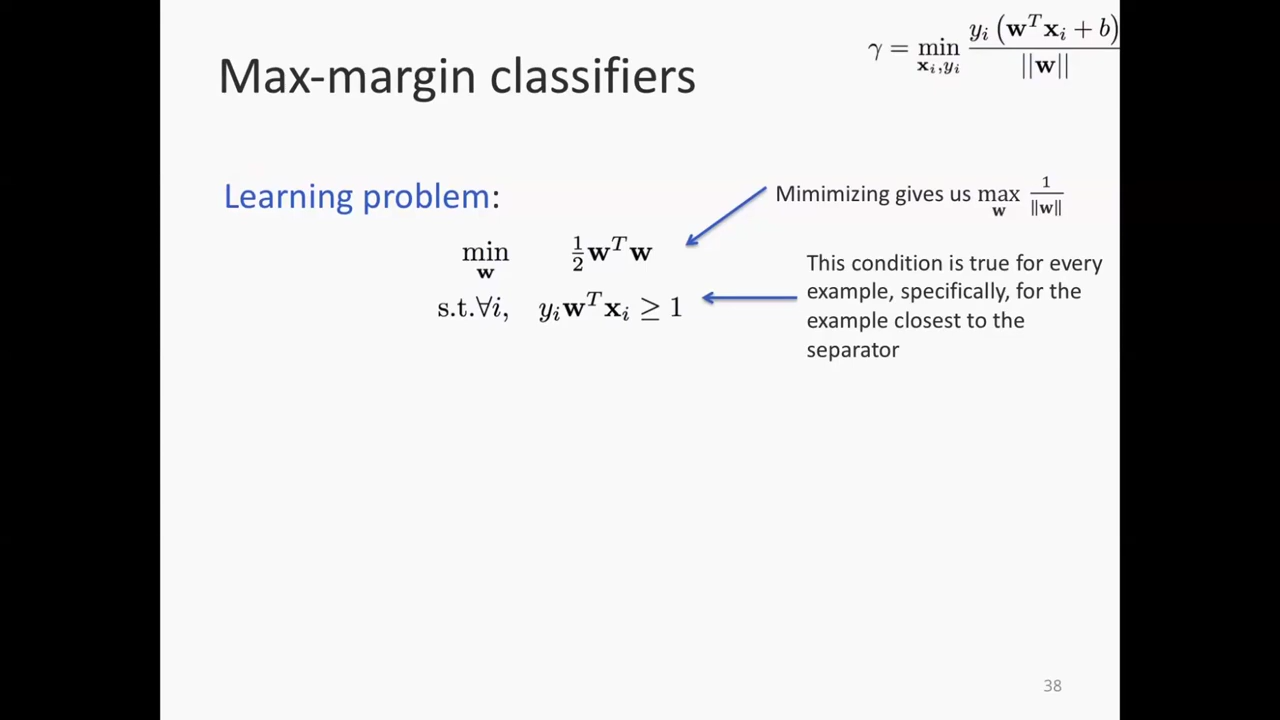 γ = min_{x_i, y_i} y_i (w^T x_i + b) / ||w||
Max-margin classifiers
Learning problem:
Mimimizing gives us max_w 1/‖w‖
min_w ½ w^T w
s.t.∀i, y_i w^T x_i ≥ 1
This condition is true for every
example, specifically, for the
example closest to the
separator
38